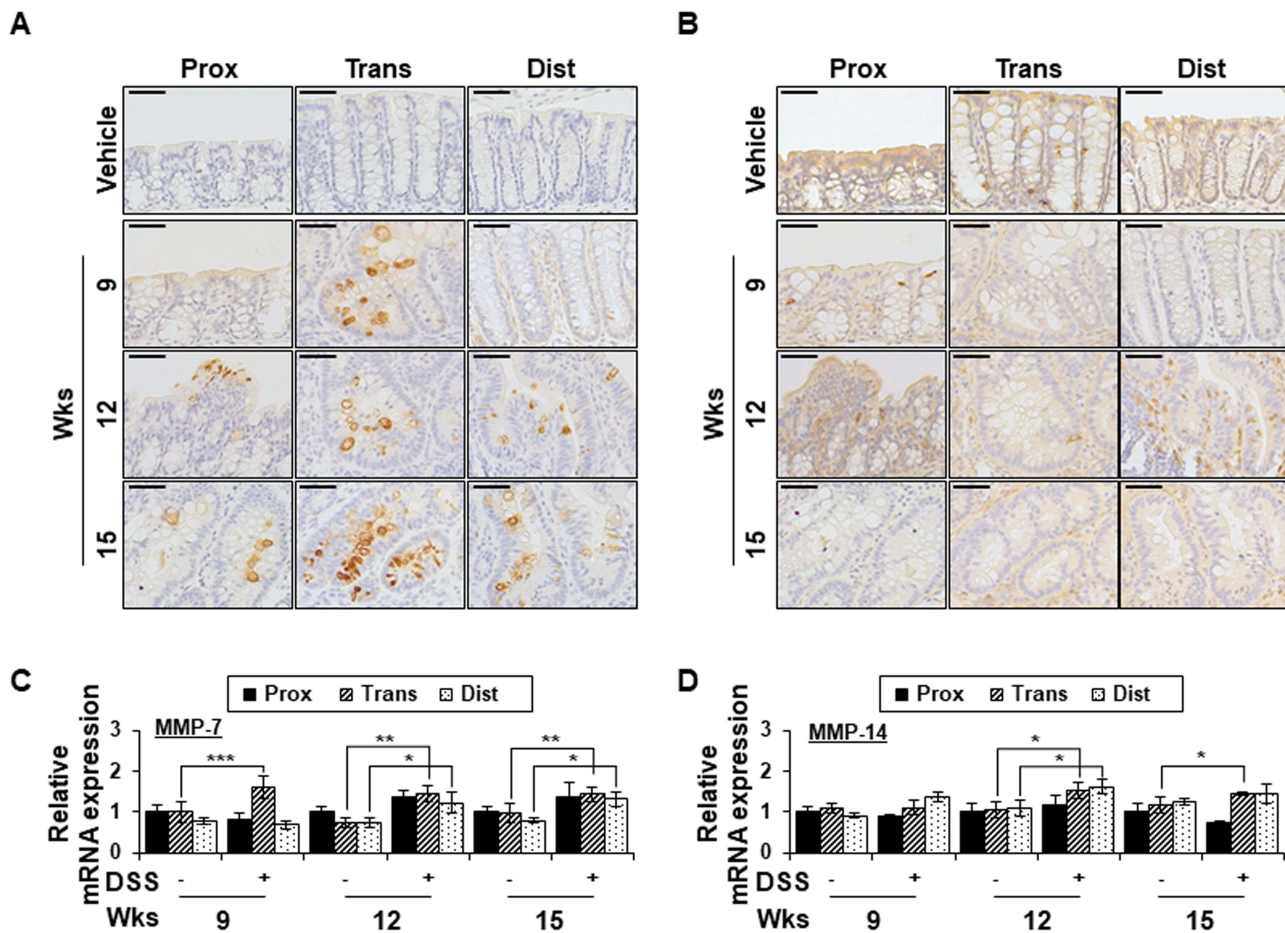 A
Prox Trans Dist
Vehicle
9
Wks
12
15
B
Prox Trans Dist
Vehicle
9
Wks
12
15
C
Prox Trans Dist
Relative
mRNA expression
MMP-7
3
2
1
0
*** ** * ** *
DSS - + - + - +
Wks 9 12 15
D
Prox Trans Dist
Relative
mRNA expression
MMP-14
3
2
1
0
* * *
DSS - + - + - +
Wks 9 12 15